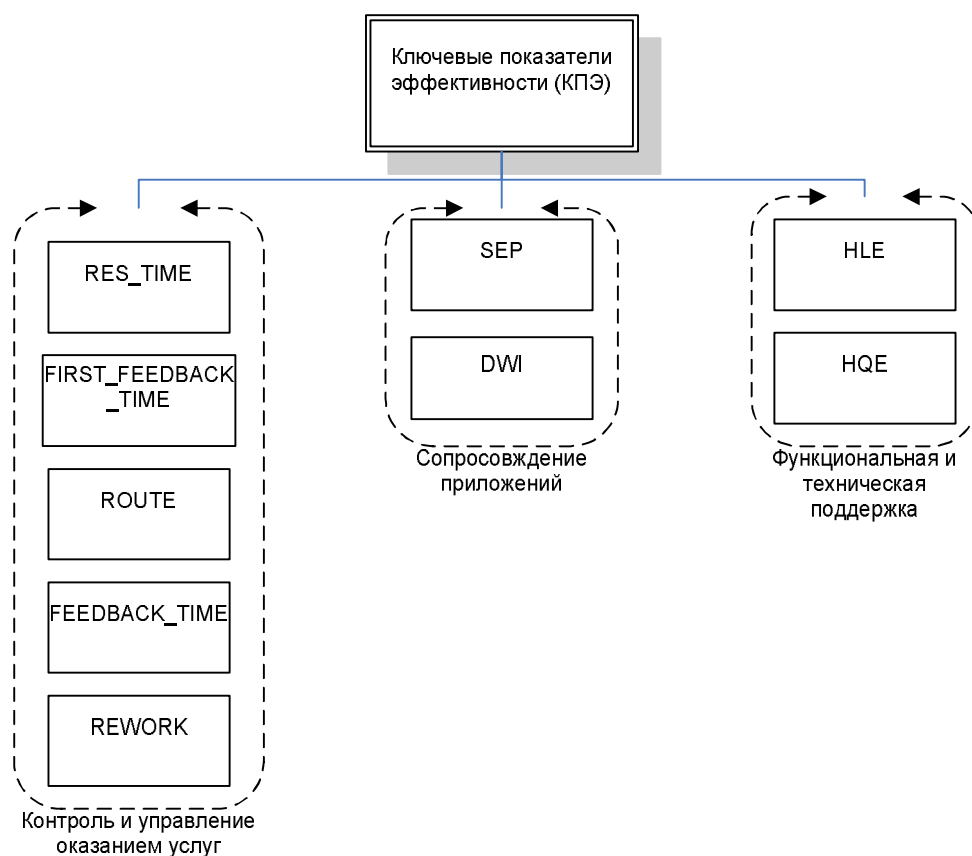 Ключевые показатели
эффективности (КПЭ)
RES_TIME
FIRST_FEEDBACK
_TIME
ROUTE
FEEDBACK_TIME
REWORK
Контроль и управление
оказанием услуг
SEP
DWI
Сопросовждение
приложений
HLE
HQE
Функциональная и
техническая
поддержка